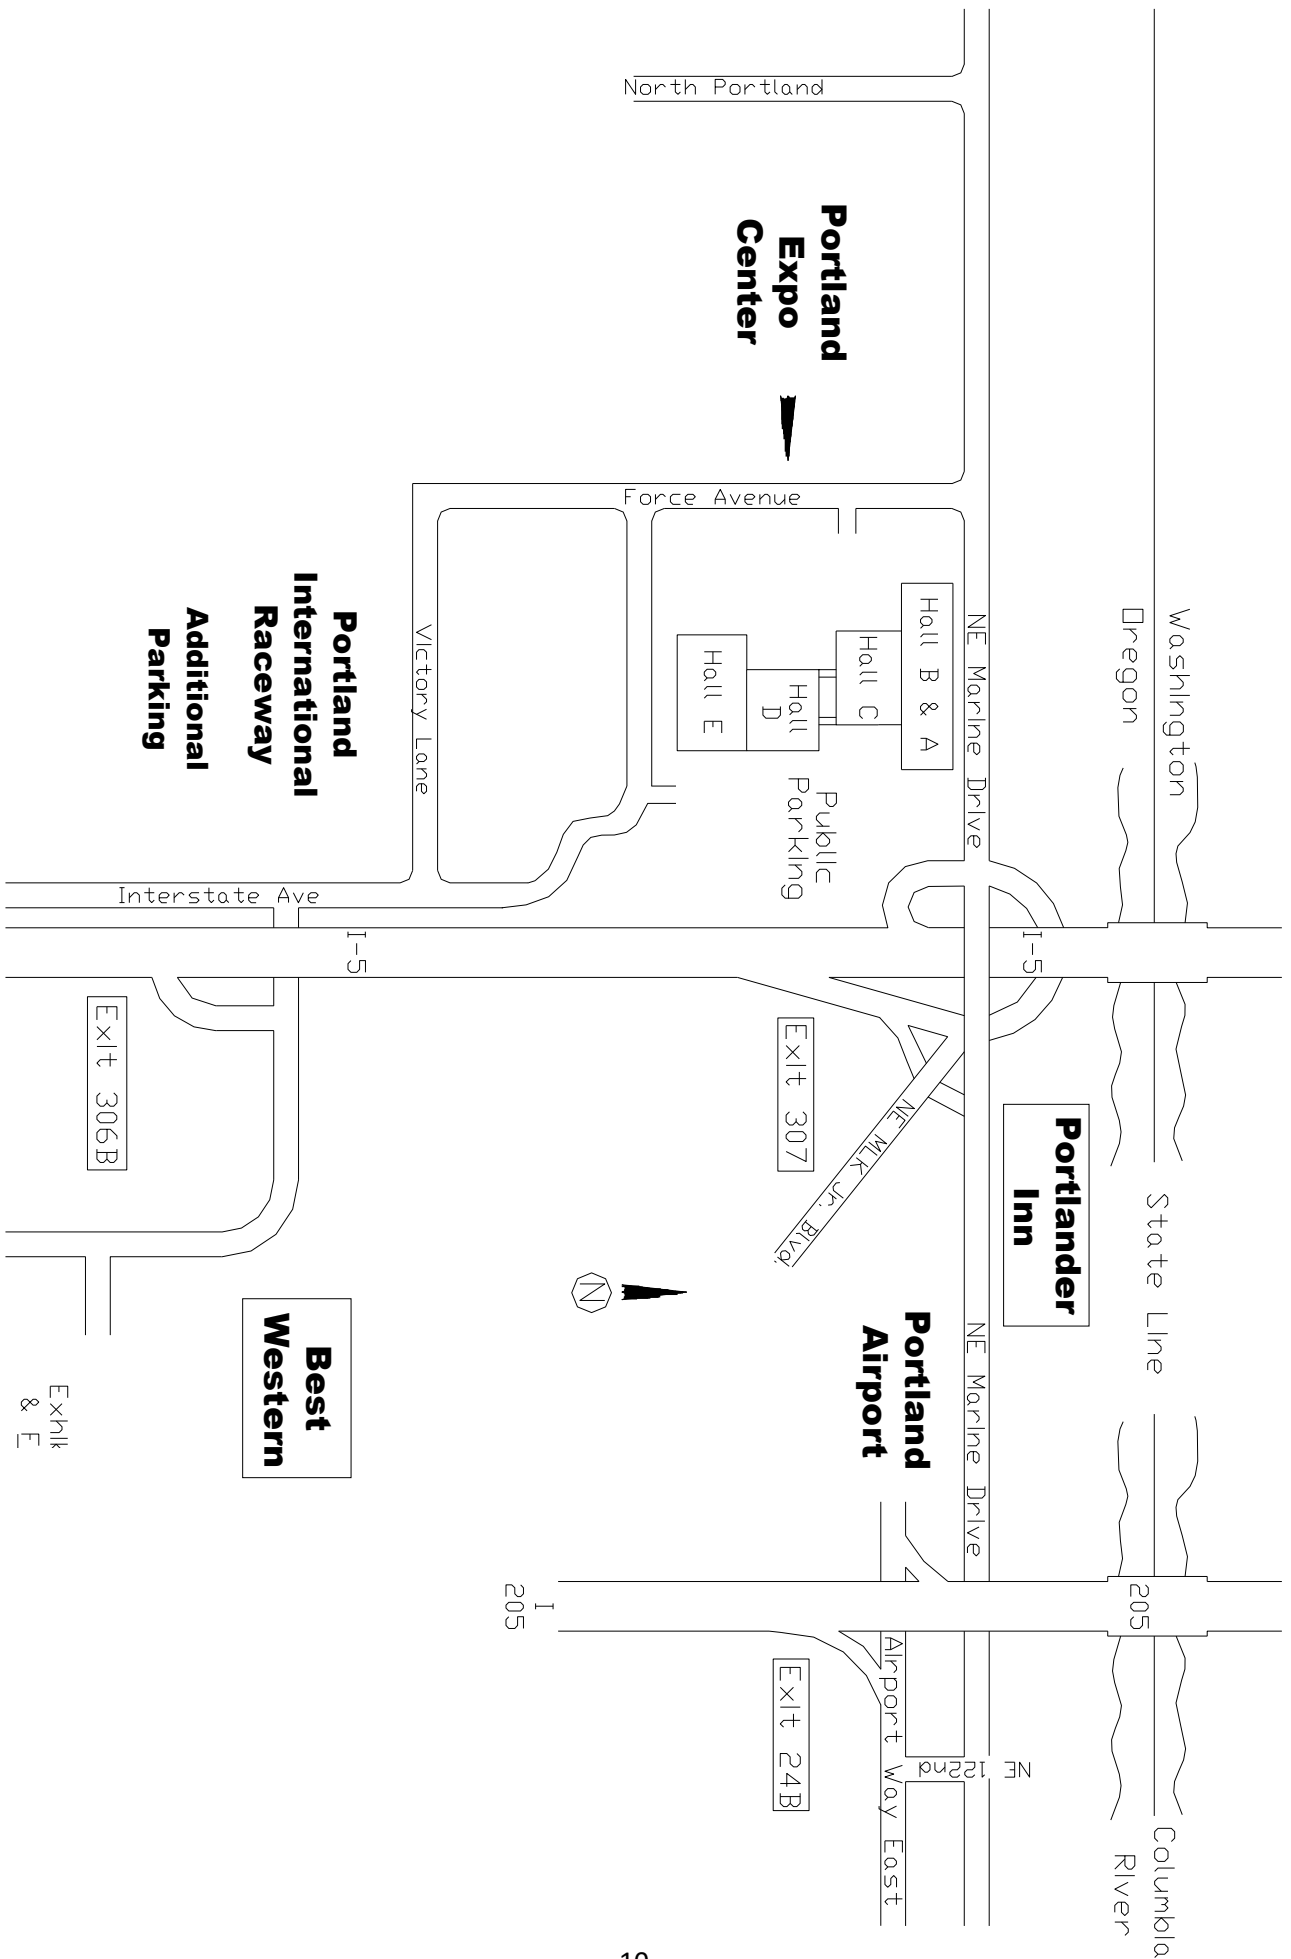 Washington
Oregon
State Line
Columbia
River
205
I-5
Portlander
Inn
NE Marine Drive
NE Marine Drive
NE 122nd
North Portland
Portland
Expo
Center
Force Avenue
Hall B & A
Hall C
Hall
D
Hall E
Public
Parking
Exit 307
NE MLK Jr. Blvd.
Portland
Airport
Airport Way East
Exit 24B
N
I
205
Victory Lane
I-5
Portland
International
Raceway
Additional
Parking
Interstate Ave
Exit 306B
Best
Western
& E